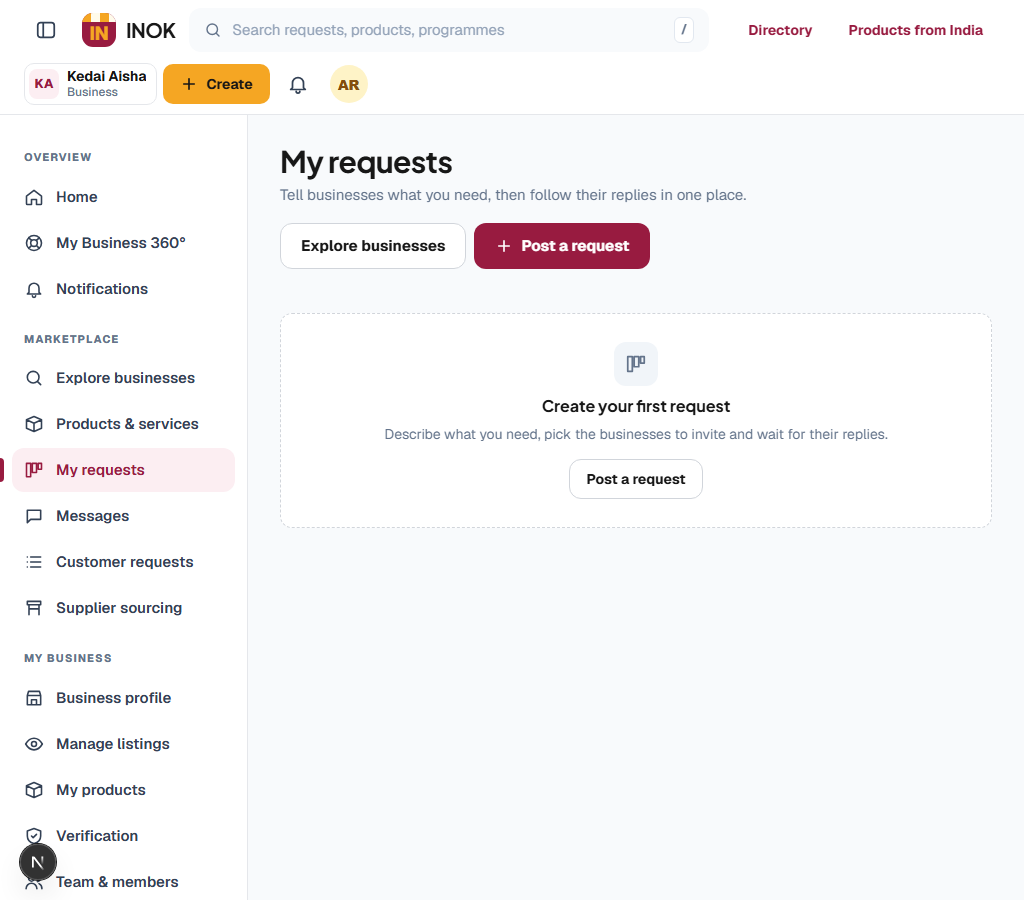 IN INOK
Search requests, products, programmes
/
Directory
Products from India
KA
Kedai Aisha
Business
+ Create
AR
OVERVIEW
Home
My Business 360°
Notifications
MARKETPLACE
Explore businesses
Products & services
My requests
Messages
Customer requests
Supplier sourcing
MY BUSINESS
Business profile
Manage listings
My products
Verification
N
Team & members
My requests
Tell businesses what you need, then follow their replies in one place.
Explore businesses
+ Post a request
Create your first request
Describe what you need, pick the businesses to invite and wait for their replies.
Post a request